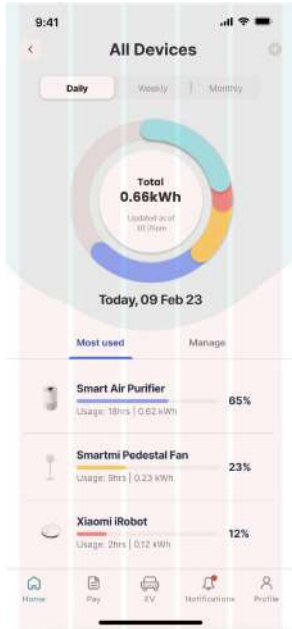 9:41
All Devices
Daily Weekly Monthly
Total
0.66kWh
Updated as of
Today, 09 Feb 23
Most used Manage
Smart Air Purifier
65%
Usage: 18hrs | 0.62 kWh
Smartmi Pedestal Fan
23%
Usage: 9hrs | 0.23 kWh
Xiaomi iRobot
12%
Usage: 2hrs | 0.12 kWh
Home Pay EV Notifications Profile